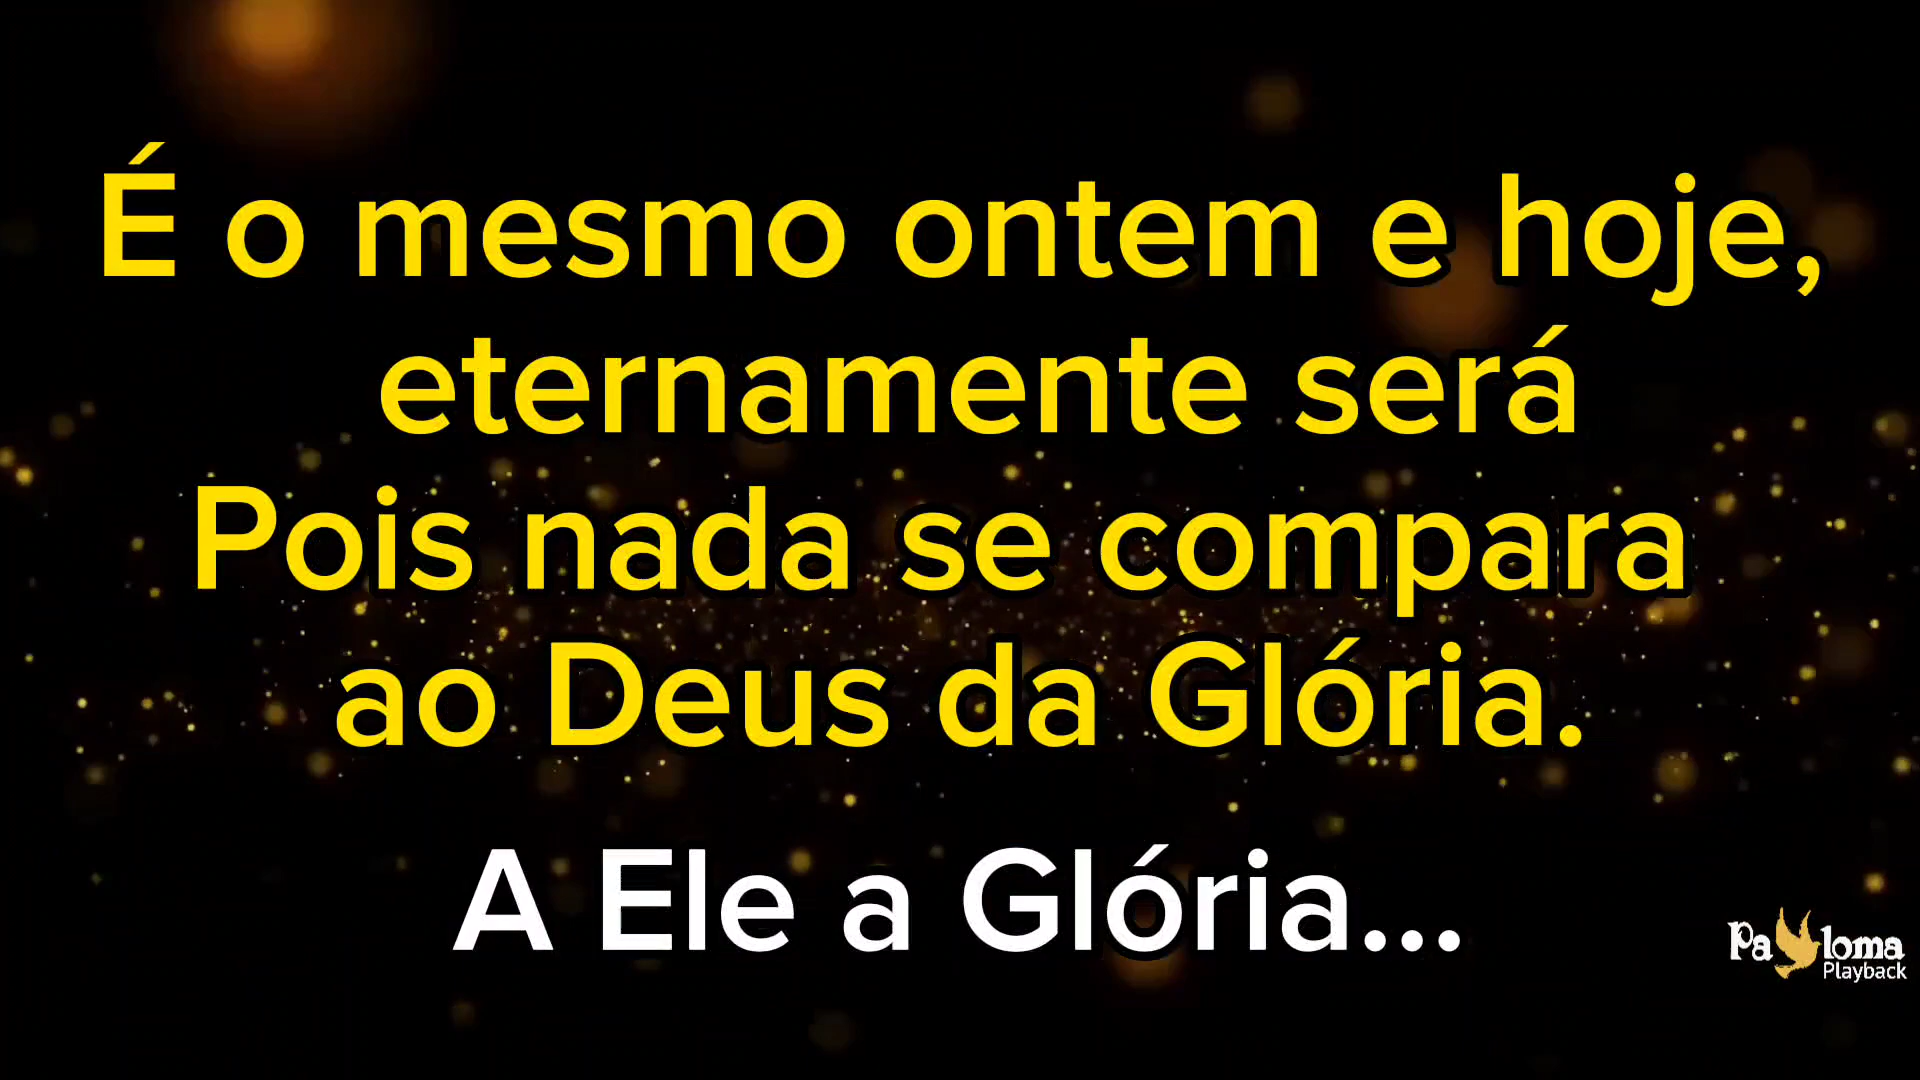 É o mesmo ontem e hoje,
eternamente será
Pois nada se compara
ao Deus da Glória.
A Ele a Glória...
Paloma
Playback